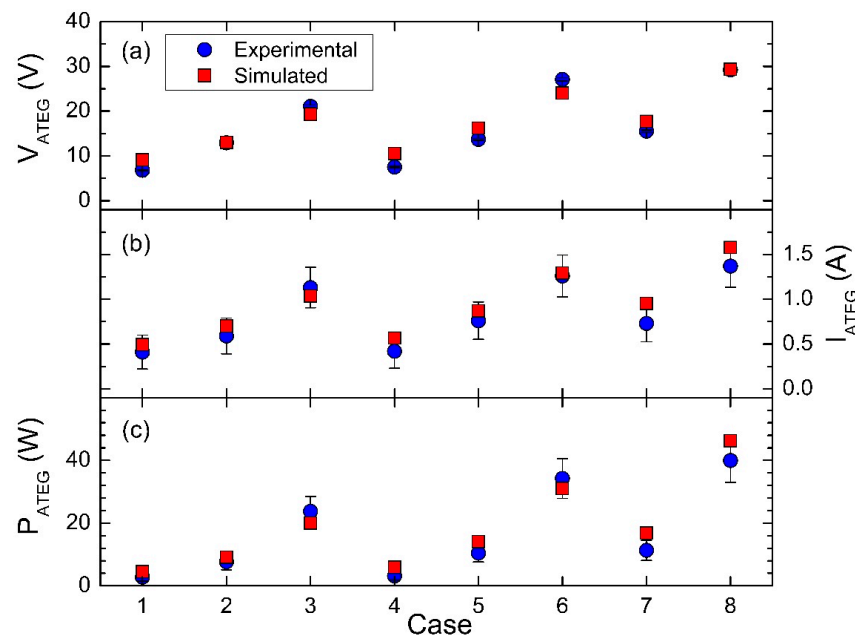 (a)
Experimental
Simulated
V_ATEG (V)
40
30
20
10
0
(b)
I_ATEG (A)
1.5
1.0
0.5
0.0
(c)
P_ATEG (W)
40
20
0
1 2 3 4 5 6 7 8
Case